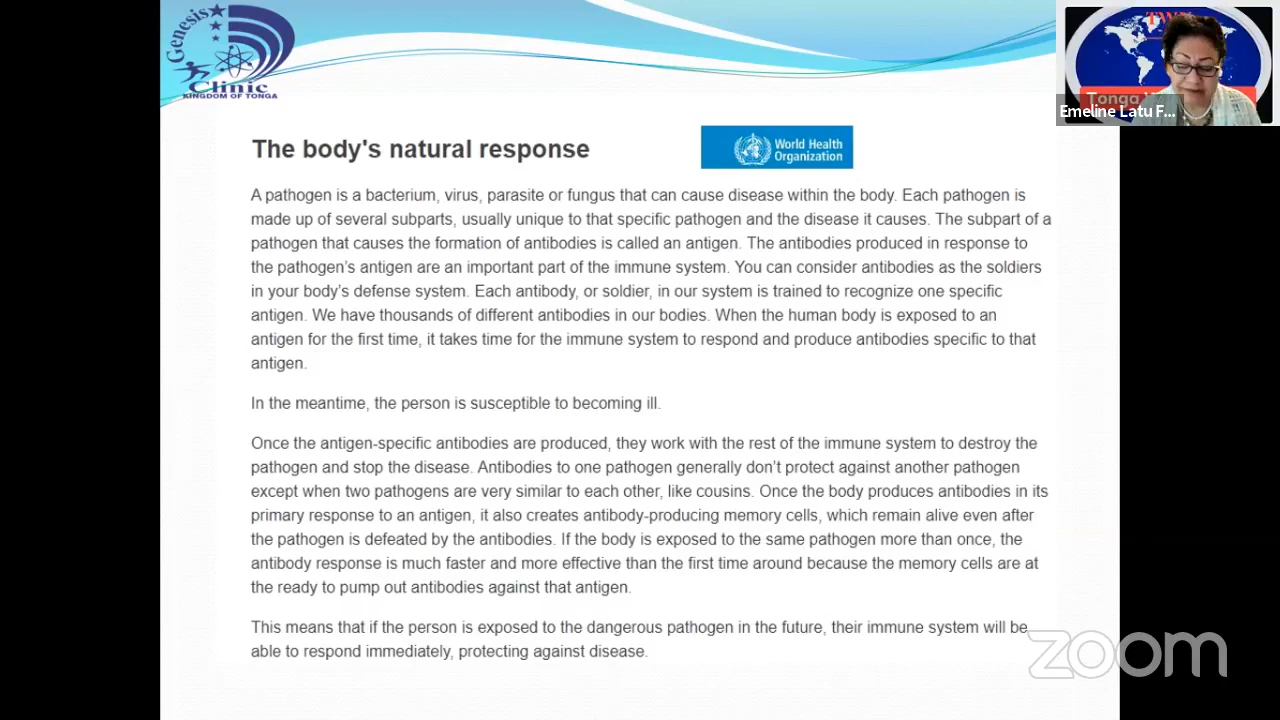 Genesis
Clinic
KINGDOM OF TONGA
TWN
Tonga
Emeline Latu F...
The body's natural response
World Health
Organization
A pathogen is a bacterium, virus, parasite or fungus that can cause disease within the body. Each pathogen is
made up of several subparts, usually unique to that specific pathogen and the disease it causes. The subpart of a
pathogen that causes the formation of antibodies is called an antigen. The antibodies produced in response to
the pathogen’s antigen are an important part of the immune system. You can consider antibodies as the soldiers
in your body’s defense system. Each antibody, or soldier, in our system is trained to recognize one specific
antigen. We have thousands of different antibodies in our bodies. When the human body is exposed to an
antigen for the first time, it takes time for the immune system to respond and produce antibodies specific to that
antigen.
In the meantime, the person is susceptible to becoming ill.
Once the antigen-specific antibodies are produced, they work with the rest of the immune system to destroy the
pathogen and stop the disease. Antibodies to one pathogen generally don’t protect against another pathogen
except when two pathogens are very similar to each other, like cousins. Once the body produces antibodies in its
primary response to an antigen, it also creates antibody-producing memory cells, which remain alive even after
the pathogen is defeated by the antibodies. If the body is exposed to the same pathogen more than once, the
antibody response is much faster and more effective than the first time around because the memory cells are at
the ready to pump out antibodies against that antigen.
This means that if the person is exposed to the dangerous pathogen in the future, their immune system will be
able to respond immediately, protecting against disease.
zoom